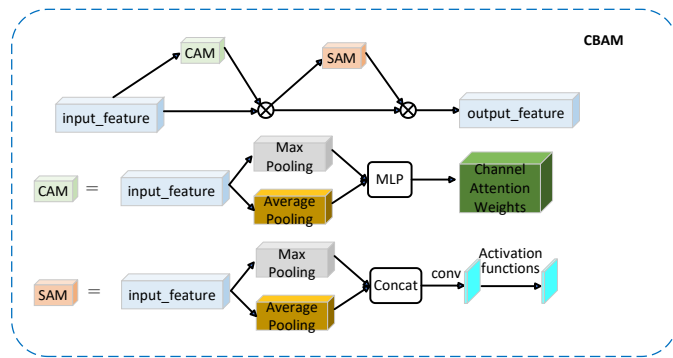 CBAM
CAM
SAM
input_feature
output_feature
CAM = input_feature
Max
Pooling
Average
Pooling
MLP
Channel
Attention
Weights
SAM = input_feature
Max
Pooling
Average
Pooling
Concat
conv
Activation
functions